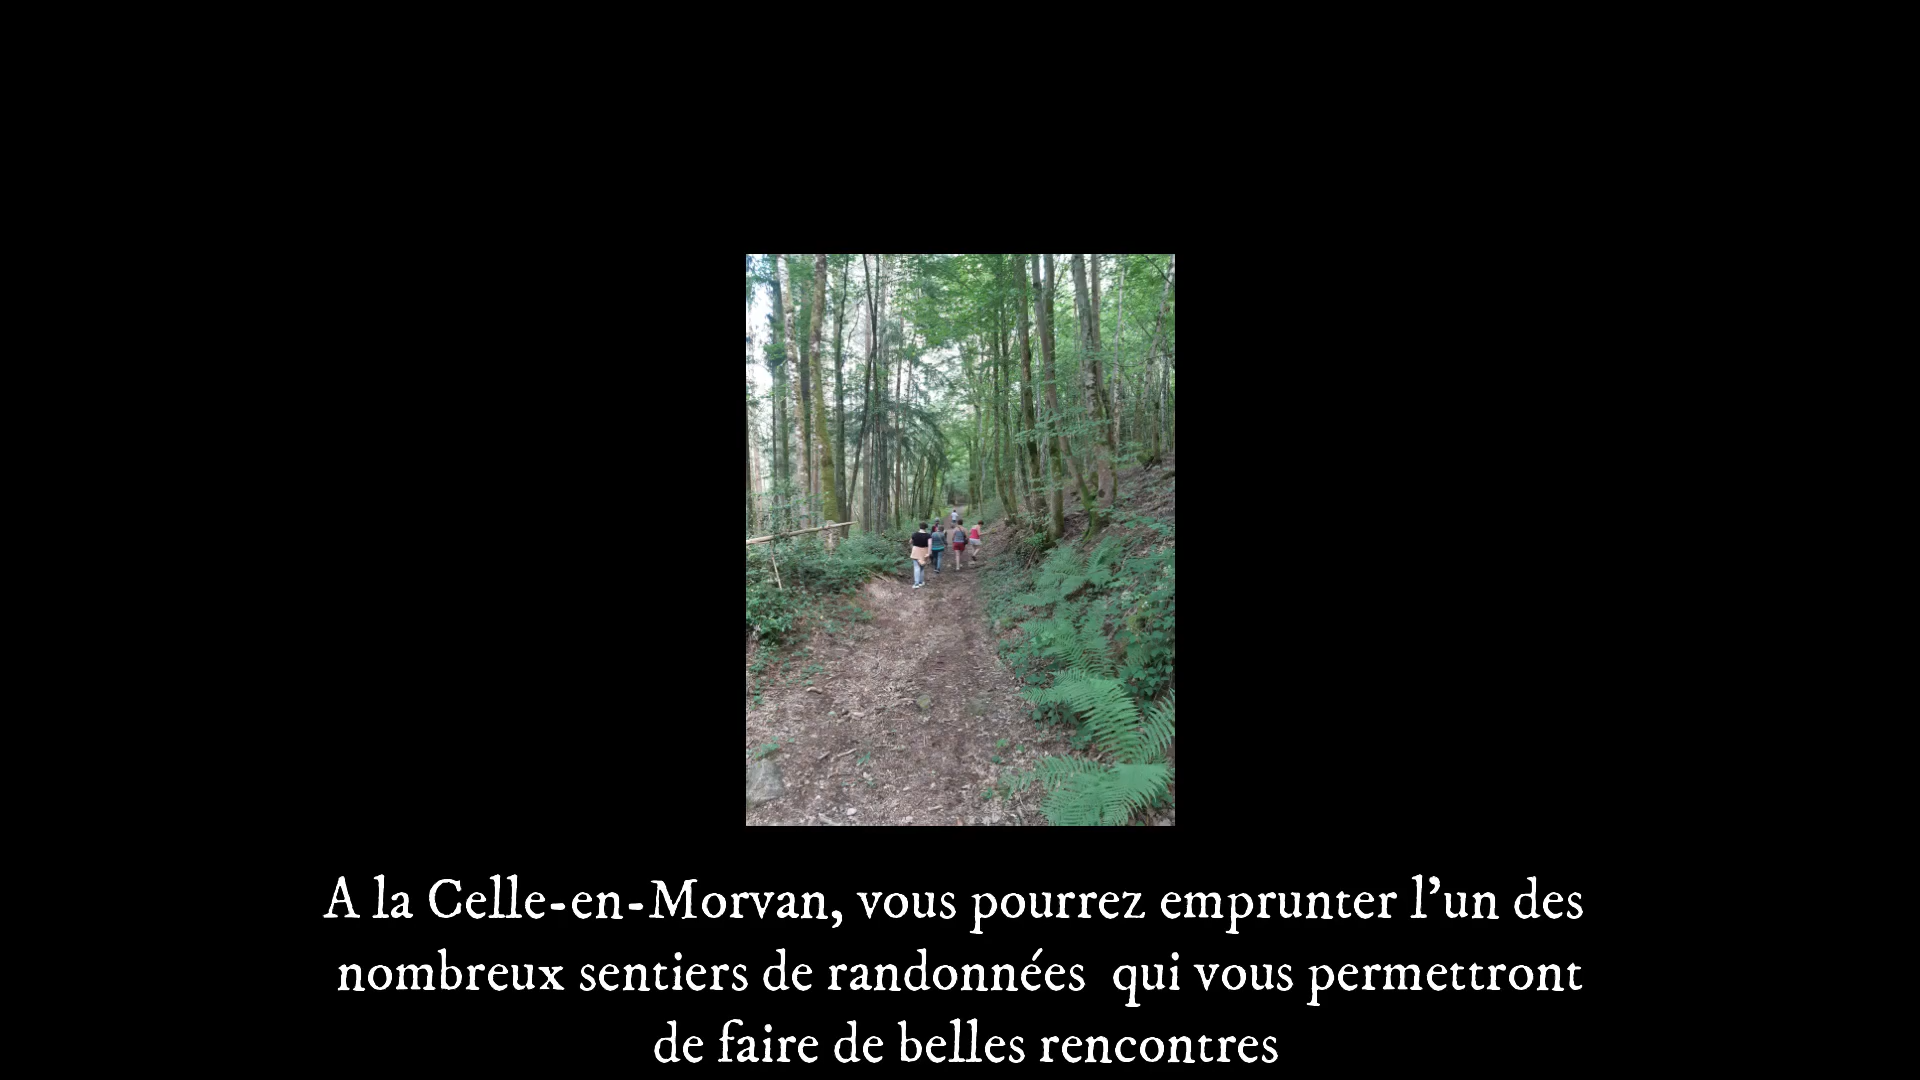 A la Celle-en-Morvan, vous pourrez emprunter l'un des
nombreux sentiers de randonnées qui vous permettront
de faire de belles rencontres